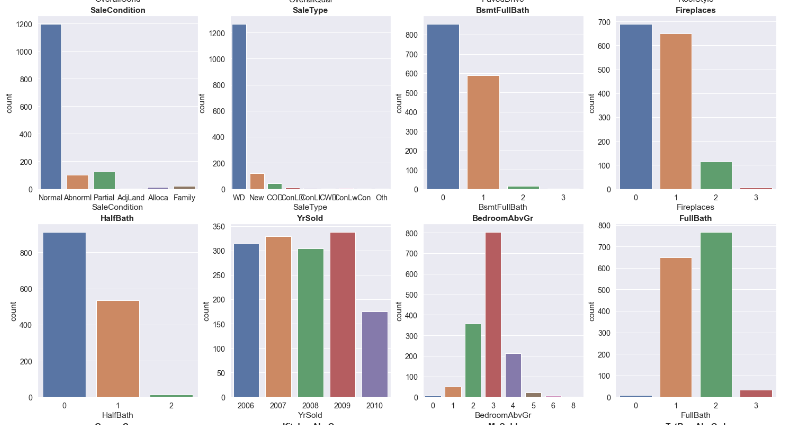 SaleCondition
1200
1000
800
600
400
200
0
count
Normal Abnorml Partial AdjLand Alloca Family
SaleCondition
SaleType
1200
1000
800
600
400
200
0
count
WD New COD ConLD ConLI CWD ConLw Con Oth
SaleType
BsmtFullBath
800
700
600
500
400
300
200
100
0
count
0 1 2 3
BsmtFullBath
Fireplaces
700
600
500
400
300
200
100
0
count
0 1 2 3
Fireplaces
HalfBath
800
600
400
200
0
count
0 1 2
HalfBath
YrSold
350
300
250
200
150
100
50
0
count
2006 2007 2008 2009 2010
YrSold
BedroomAbvGr
800
700
600
500
400
300
200
100
0
count
0 1 2 3 4 5 6 8
BedroomAbvGr
FullBath
800
700
600
500
400
300
200
100
0
count
0 1 2 3
FullBath